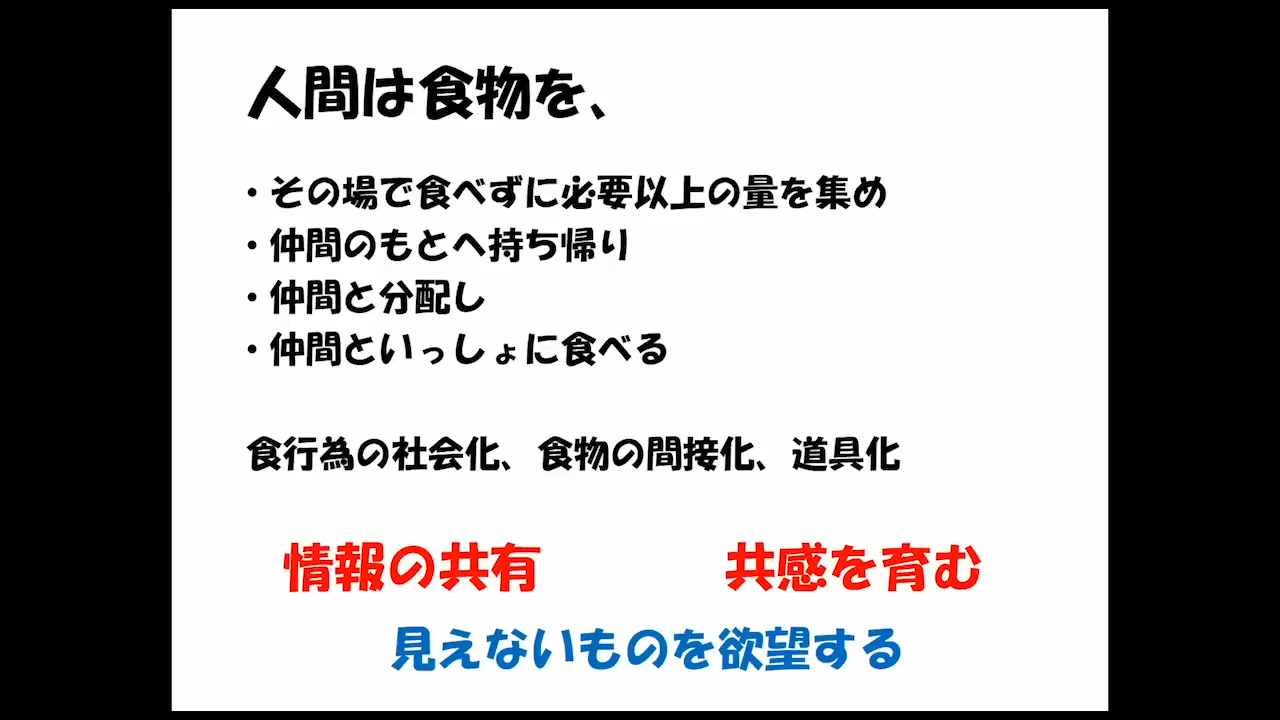 人間は食物を、
・その場で食べずに必要以上の量を集め
・仲間のもとへ持ち帰り
・仲間と分配し
・仲間といっしょに食べる
食行為の社会化、食物の間接化、道具化
情報の共有 共感を育む
見えないものを欲望する